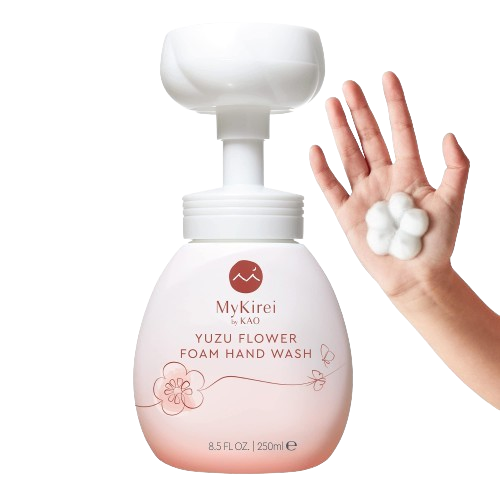 MyKirei
by KAO
YUZU FLOWER
FOAM HAND WASH
8.5 FL OZ. | 250ml ℮